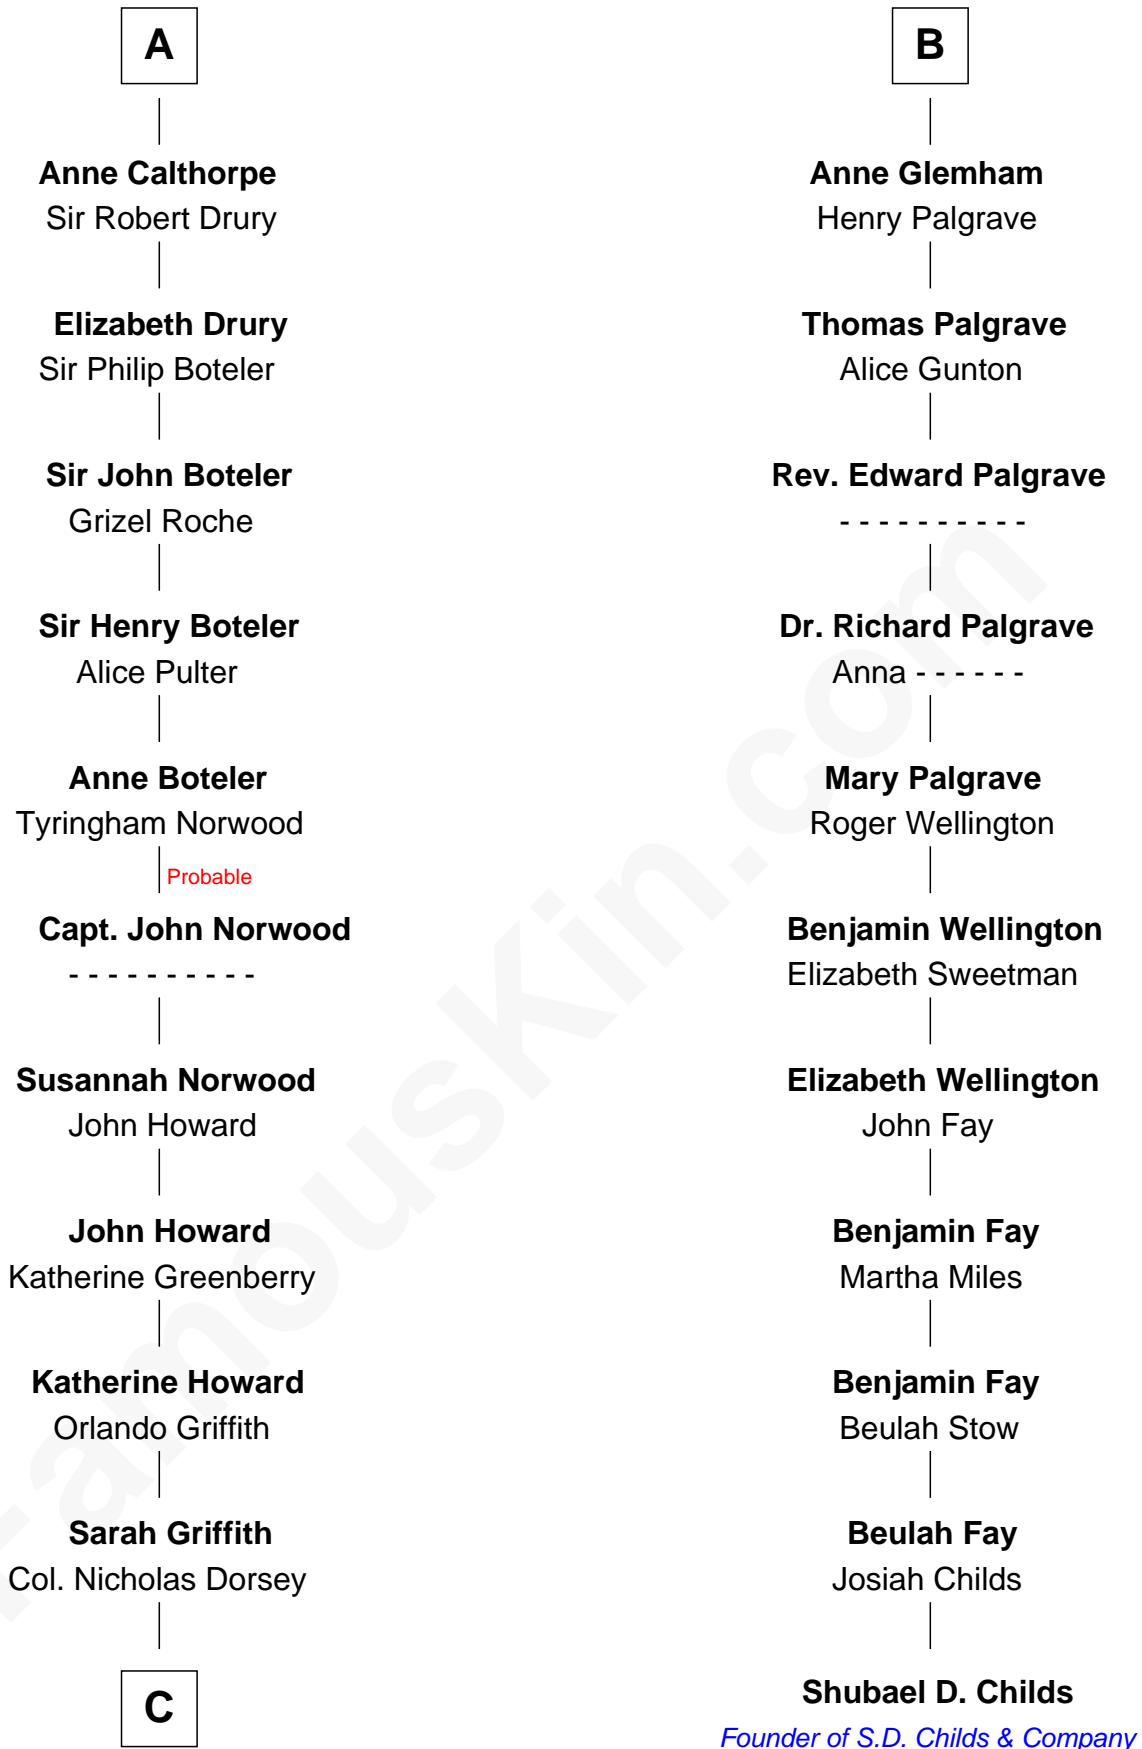 A
Anne Calthorpe
Sir Robert Drury
Elizabeth Drury
Sir Philip Boteler
Sir John Boteler
Grizel Roche
Sir Henry Boteler
Alice Pulter
Anne Boteler
Tyringham Norwood
Probable
Capt. John Norwood
- - - - - - - - - -
Susannah Norwood
John Howard
John Howard
Katherine Greenberry
Katherine Howard
Orlando Griffith
Sarah Griffith
Col. Nicholas Dorsey
C
B
Anne Glemham
Henry Palgrave
Thomas Palgrave
Alice Gunton
Rev. Edward Palgrave
- - - - - - - - - -
Dr. Richard Palgrave
Anna - - - - - -
Mary Palgrave
Roger Wellington
Benjamin Wellington
Elizabeth Sweetman
Elizabeth Wellington
John Fay
Benjamin Fay
Martha Miles
Benjamin Fay
Beulah Stow
Beulah Fay
Josiah Childs
Shubael D. Childs
Founder of S.D. Childs & Company
FamousKin.com